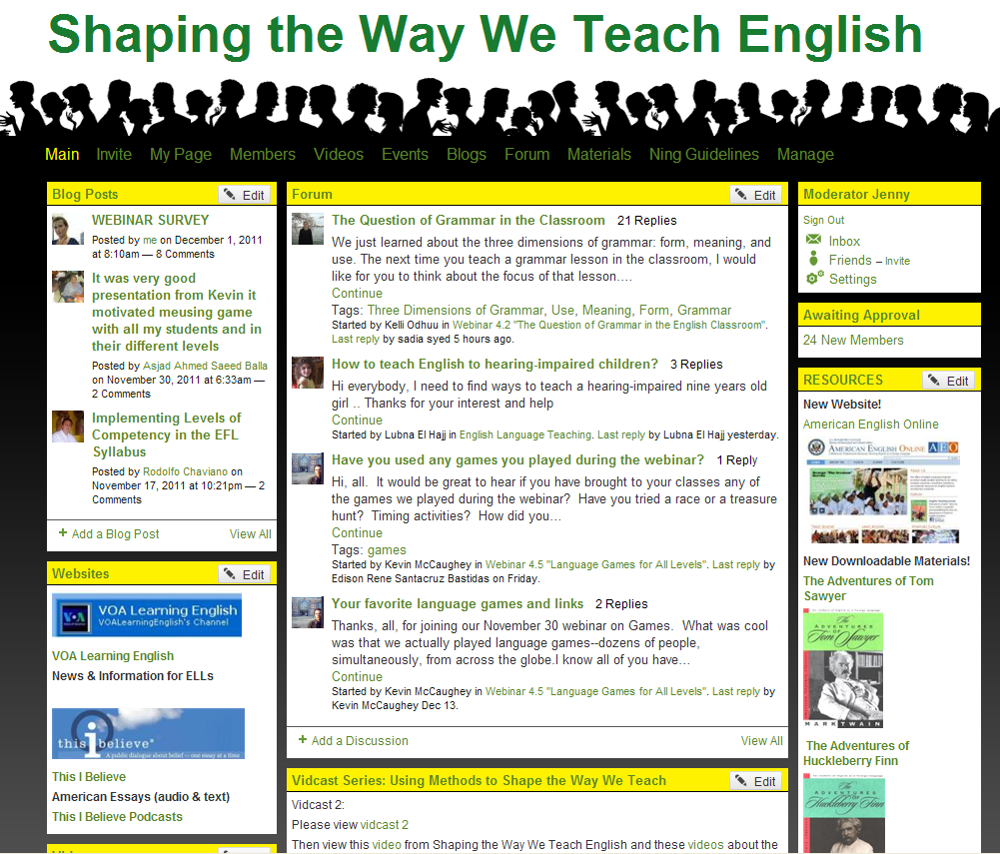 Shaping the Way We Teach English
Main Invite My Page Members Videos Events Blogs Forum Materials Ning Guidelines Manage
Blog Posts
Edit
WEBINAR SURVEY
Posted by me on December 1, 2011
at 8:10am — 8 Comments
It was very good
presentation from Kevin it
motivated meusing game
with all my students and in
their different levels
Posted by Asjad Ahmed Saeed Balla
on November 30, 2011 at 6:33am —
2 Comments
Implementing Levels of
Competency in the EFL
Syllabus
Posted by Rodolfo Chaviano on
November 17, 2011 at 10:21pm — 2
Comments
+ Add a Blog Post
View All
Websites
Edit
VOA Learning English
VOALearningEnglish's Channel
VOA
VOA Learning English
News & Information for ELLs
this i believe
A public dialogue about belief – one essay at a time
This I Believe
American Essays (audio & text)
This I Believe Podcasts
Forum
Edit
The Question of Grammar in the Classroom 21 Replies
We just learned about the three dimensions of grammar: form, meaning, and
use. The next time you teach a grammar lesson in the classroom, I would
like for you to think about the focus of that lesson....
Continue
Tags: Three Dimensions of Grammar, Use, Meaning, Form, Grammar
Started by Kelli Odhuu in Webinar 4.2 "The Question of Grammar in the English Classroom".
Last reply by sadia syed 5 hours ago.
How to teach English to hearing-impaired children? 3 Replies
Hi everybody, I need to find ways to teach a hearing-impaired nine years old
girl .. Thanks for your interest and help
Continue
Started by Lubna El Hajj in English Language Teaching. Last reply by Lubna El Hajj yesterday.
Have you used any games you played during the webinar? 1 Reply
Hi, all. It would be great to hear if you have brought to your classes any of
the games we played during the webinar? Have you tried a race or a treasure
hunt? Timing activities? How did you…
Continue
Tags: games
Started by Kevin McCaughey in Webinar 4.5 "Language Games for All Levels". Last reply by
Edison Rene Santacruz Bastidas on Friday.
Your favorite language games and links 2 Replies
Thanks, all, for joining our November 30 webinar on Games. What was cool
was that we actually played language games--dozens of people,
simultaneously, from across the globe.I know all of you have…
Continue
Started by Kevin McCaughey in Webinar 4.5 "Language Games for All Levels". Last reply by
Kevin McCaughey Dec 13.
+ Add a Discussion
View All
Vidcast Series: Using Methods to Shape the Way We Teach
Edit
Vidcast 2:
Please view vidcast 2
Then view this video from Shaping the Way We Teach English and these videos about the
Moderator Jenny
Sign Out
Inbox
Friends – Invite
Settings
Awaiting Approval
24 New Members
RESOURCES
Edit
New Website!
American English Online
AMERICAN ENGLISH ONLINE
New Downloadable Materials!
The Adventures of Tom
Sawyer
THE ADVENTURES OF
TOM SAWYER
MARK TWAIN
The Adventures of
Huckleberry Finn
THE ADVENTURES OF
Huckleberry Finn